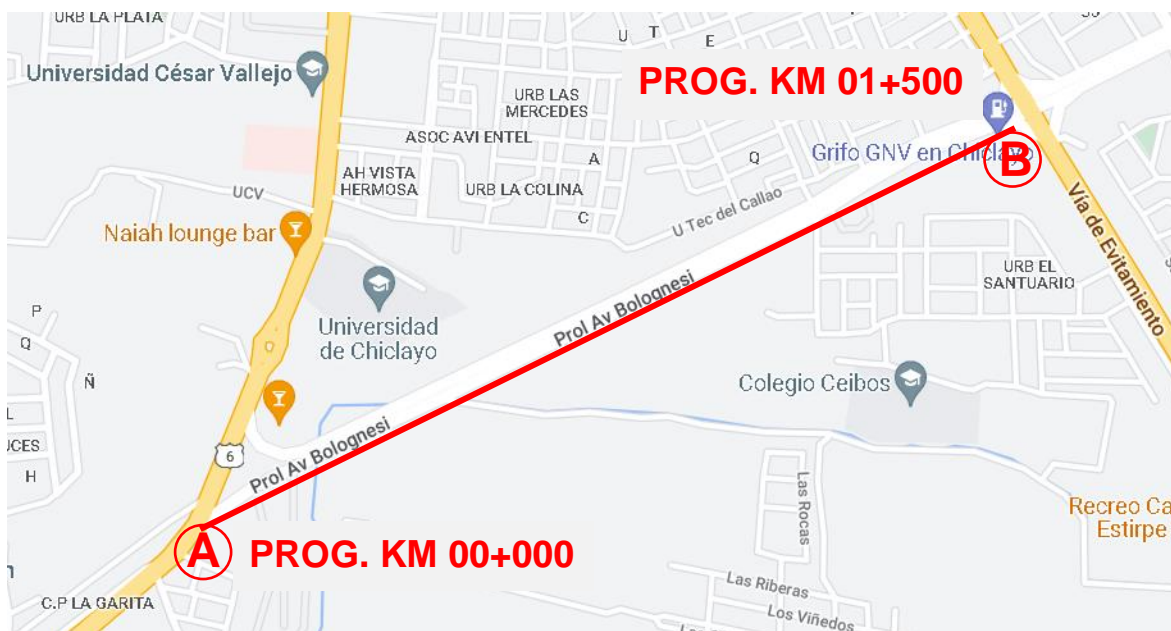 URB LA PLATA
U T E
Universidad César Vallejo
PROG. KM 01+500
URB LAS
MERCEDES
ASOC AVI ENTEL
A
Q
Grifo GNV en Chiclayo
B
AH VISTA
HERMOSA
URB LA COLINA
UCV
C
U Tec del Callao
Vía de Evitamiento
Naiah lounge bar
URB EL
SANTUARIO
P
Universidad
de Chiclayo
Prol Av Bolognesi
Q
Ñ
Colegio Ceibos
L
UCES
6
Prol Av Bolognesi
H
Las Rocas
Recreo Ca
Estirpe
A
PROG. KM 00+000
Las Riberas
C.P LA GARITA
Los Viñedos